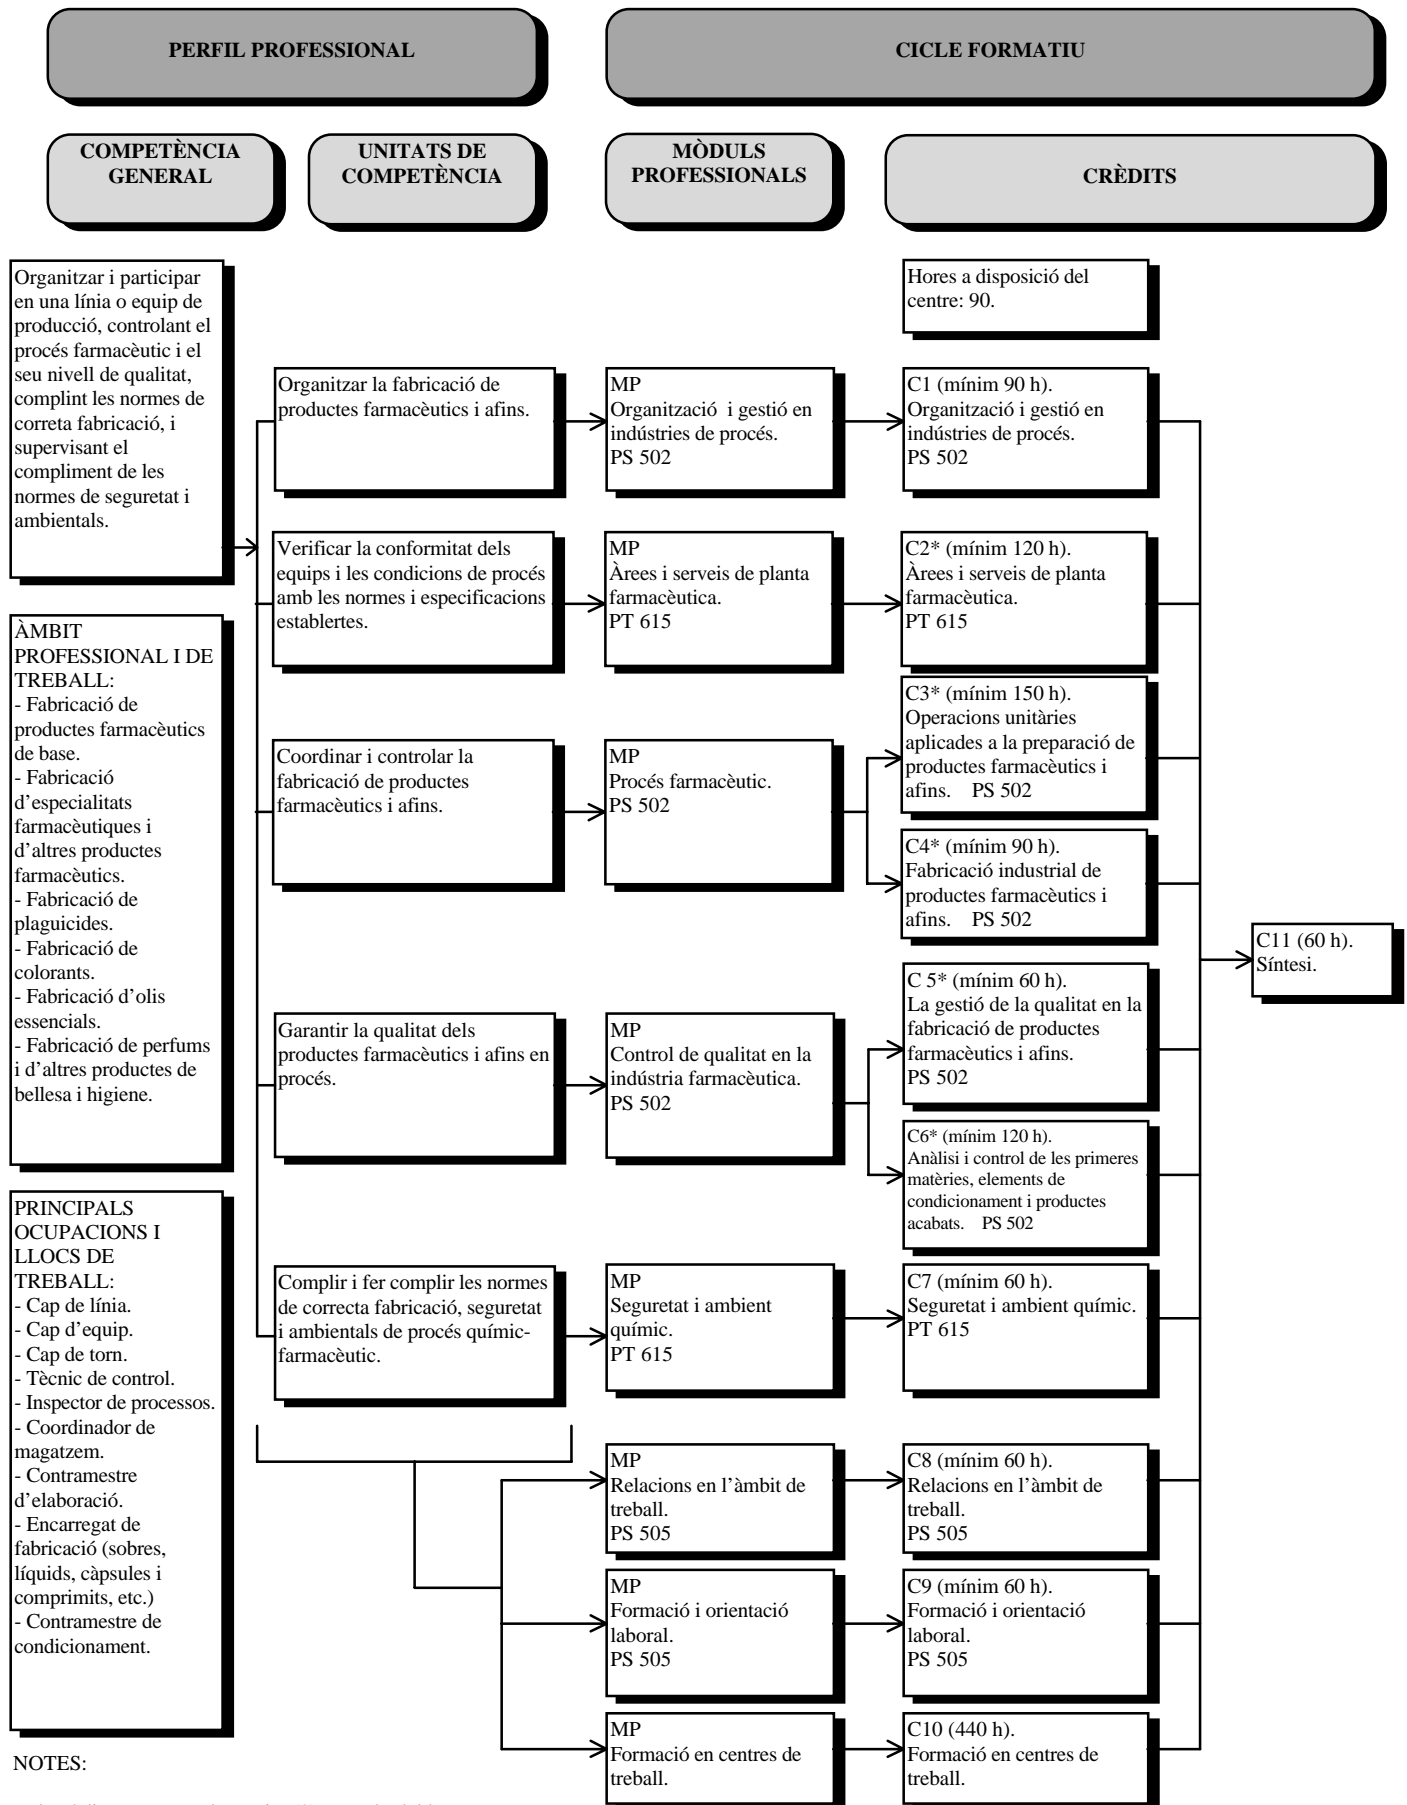 PERFIL PROFESSIONAL
CICLE FORMATIU
COMPETÈNCIA
GENERAL
UNITATS DE
COMPETÈNCIA
MÒDULS
PROFESSIONALS
CRÈDITS
Organitzar i participar
en una línia o equip de
producció, controlant el
procés farmacèutic i el
seu nivell de qualitat,
complint les normes de
correta fabricació, i
supervisant el
compliment de les
normes de seguretat i
ambientals.
ÀMBIT
PROFESSIONAL I DE
TREBALL:
- Fabricació de
productes farmacèutics
de base.
- Fabricació
d’especialitats
farmacèutiques i
d’altres productes
farmacèutics.
- Fabricació de
plaguicides.
- Fabricació de
colorants.
- Fabricació d’olis
essencials.
- Fabricació de perfums
i d’altres productes de
bellesa i higiene.
PRINCIPALS
OCUPACIONS I
LLOCS DE
TREBALL:
- Cap de línia.
- Cap d’equip.
- Cap de torn.
- Tècnic de control.
- Inspector de processos.
- Coordinador de
magatzem.
- Contramestre
d’elaboració.
- Encarregat de
fabricació (sobres,
líquids, càpsules i
comprimits, etc.)
- Contramestre de
condicionament.
Organitzar la fabricació de
productes farmacèutics i afins.
Verificar la conformitat dels
equips i les condicions de procés
amb les normes i especificacions
establertes.
Coordinar i controlar la
fabricació de productes
farmacèutics i afins.
Garantir la qualitat dels
productes farmacèutics i afins en
procés.
Complir i fer complir les normes
de correcta fabricació, seguretat
i ambientals de procés químic-
farmacèutic.
MP
Organització i gestió en
indústries de procés.
PS 502
MP
Àrees i serveis de planta
farmacèutica.
PT 615
MP
Procés farmacèutic.
PS 502
MP
Control de qualitat en la
indústria farmacèutica.
PS 502
MP
Seguretat i ambient
químic.
PT 615
MP
Relacions en l’àmbit de
treball.
PS 505
MP
Formació i orientació
laboral.
PS 505
MP
Formació en centres de
treball.
Hores a disposició del
centre: 90.
C1 (mínim 90 h).
Organització i gestió en
indústries de procés.
PS 502
C2* (mínim 120 h).
Àrees i serveis de planta
farmacèutica.
PT 615
C3* (mínim 150 h).
Operacions unitàries
aplicades a la preparació de
productes farmacèutics i
afins. PS 502
C4* (mínim 90 h).
Fabricació industrial de
productes farmacèutics i
afins. PS 502
C 5* (mínim 60 h).
La gestió de la qualitat en la
fabricació de productes
farmacèutics i afins.
PS 502
C6* (mínim 120 h).
Anàlisi i control de les primeres
matèries, elements de
condicionament i productes
acabats. PS 502
C7 (mínim 60 h).
Seguretat i ambient químic.
PT 615
C8 (mínim 60 h).
Relacions en l’àmbit de
treball.
PS 505
C9 (mínim 60 h).
Formació i orientació
laboral.
PS 505
C10 (440 h).
Formació en centres de
treball.
C11 (60 h).
Síntesi.
NOTES: